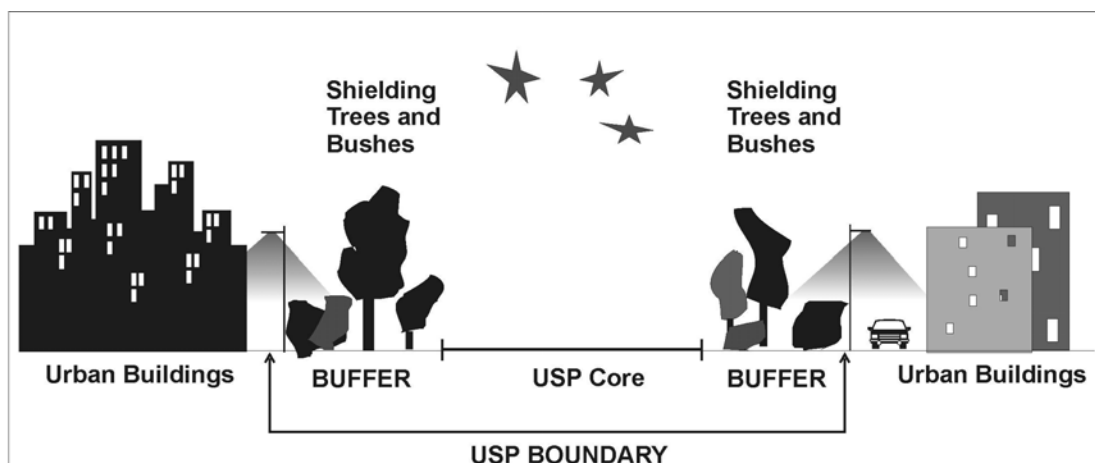 Shielding
Trees and
Bushes
Shielding
Trees and
Bushes
Urban Buildings
BUFFER
USP Core
BUFFER
Urban Buildings
USP BOUNDARY